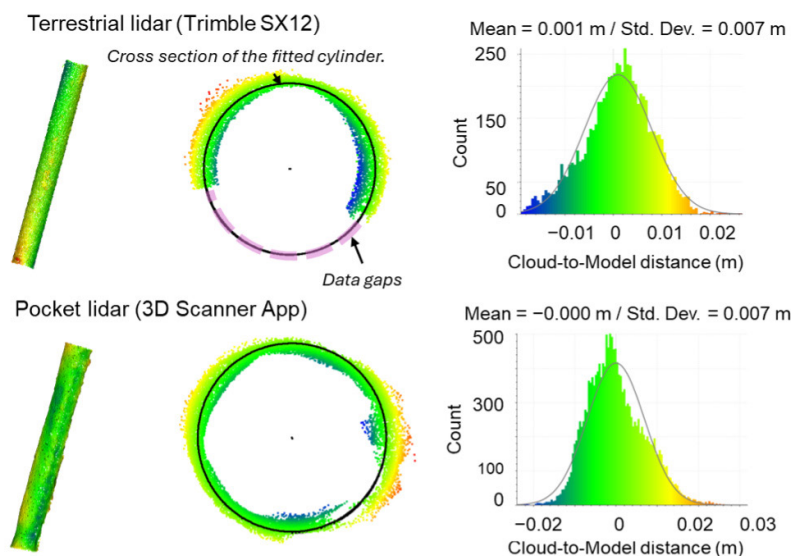 Terrestrial lidar (Trimble SX12)
Cross section of the fitted cylinder.
Data gaps
Mean = 0.001 m / Std. Dev. = 0.007 m
250
150
50
0
Count
−0.01 0 0.01 0.02
Cloud-to-Model distance (m)
Pocket lidar (3D Scanner App)
Mean = −0.000 m / Std. Dev. = 0.007 m
500
300
100
0
Count
−0.02 0 0.02 0.03
Cloud-to-Model distance (m)